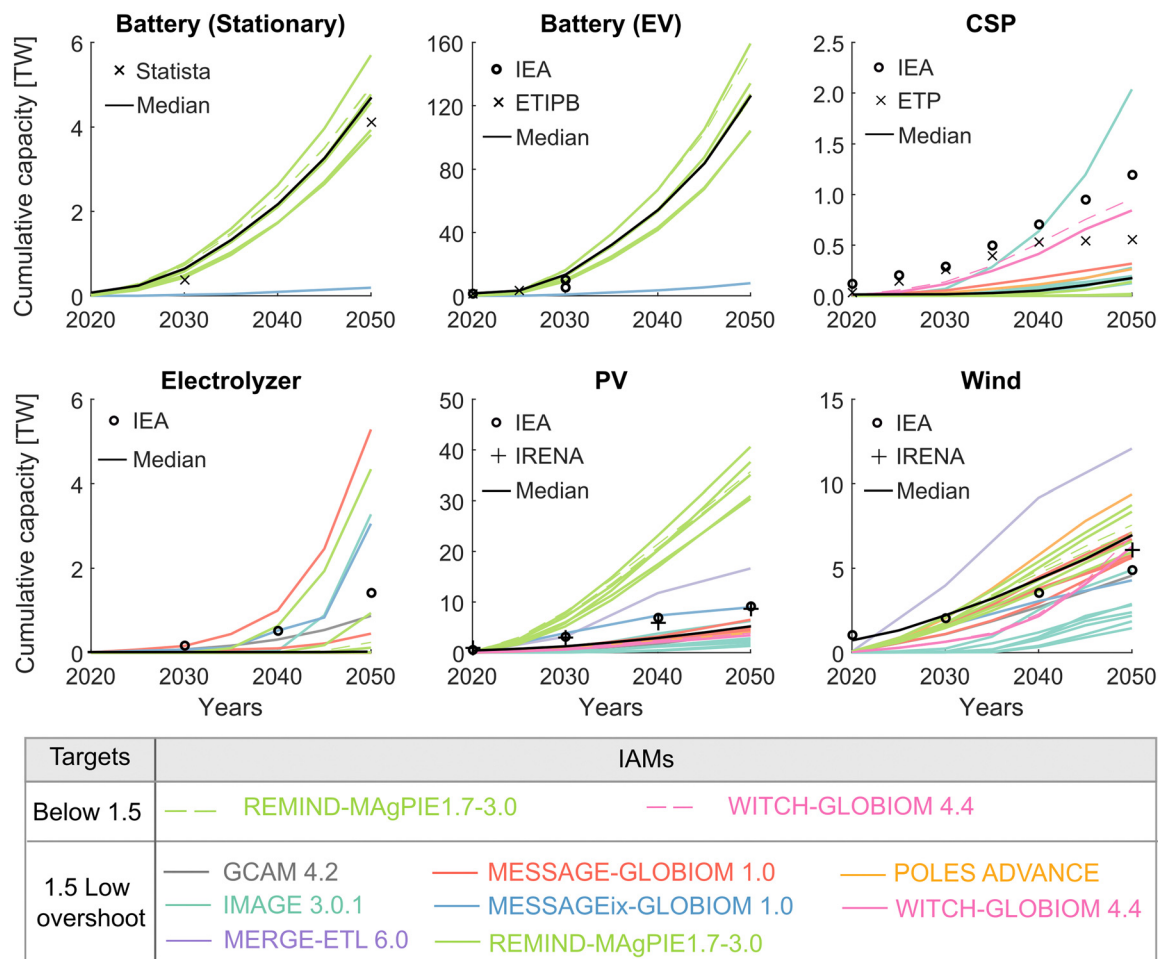 Battery (Stationary)
Battery (EV)
CSP
Cumulative capacity [TW]
6
4
2
0
2020 2030 2040 2050
× Statista
Median
160
120
80
40
0
2020 2030 2040 2050
IEA
× ETIPB
Median
2.5
2.0
1.5
1.0
0.5
0.0
2020 2030 2040 2050
IEA
× ETP
Median
Electrolyzer
PV
Wind
Cumulative capacity [TW]
6
4
2
0
2020 2030 2040 2050
IEA
Median
50
40
30
20
10
0
2020 2030 2040 2050
IEA
+ IRENA
Median
15
10
5
0
2020 2030 2040 2050
IEA
+ IRENA
Median
Years
Years
Years
Targets
IAMs
Below 1.5
REMIND-MAgPIE1.7-3.0
WITCH-GLOBIOM 4.4
1.5 Low
overshoot
GCAM 4.2
MESSAGE-GLOBIOM 1.0
POLES ADVANCE
IMAGE 3.0.1
MESSAGEix-GLOBIOM 1.0
WITCH-GLOBIOM 4.4
MERGE-ETL 6.0
REMIND-MAgPIE1.7-3.0